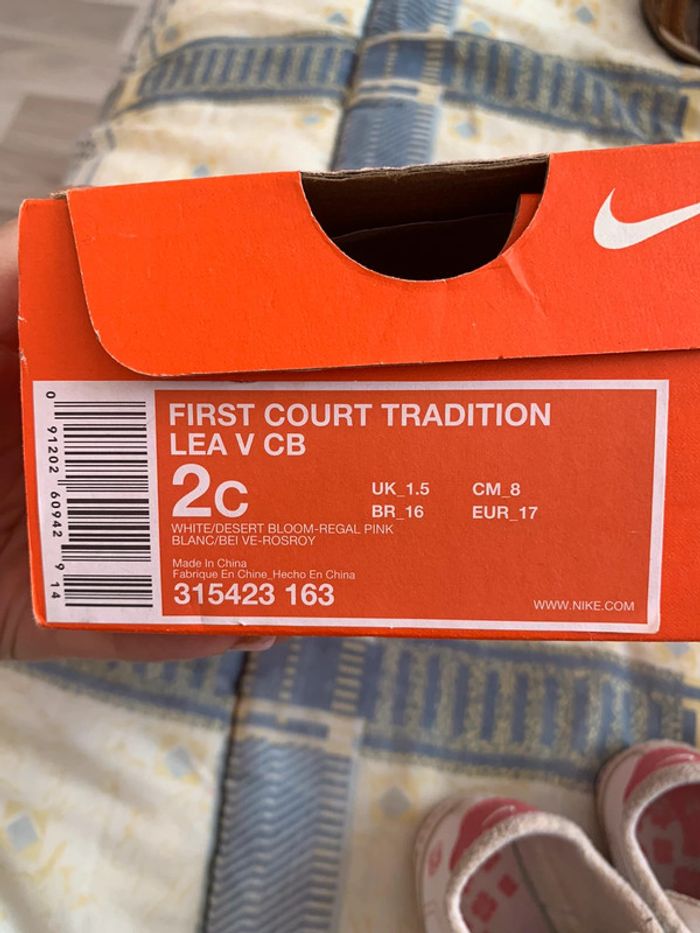 FIRST COURT TRADITION
LEA V CB
2C
UK_1.5 CM_8
BR_16 EUR_17
WHITE/DESERT BLOOM-REGAL PINK
BLANC/BEI VE-ROSROY
Made In China
Fabrique En Chine_Hecho En China
315423 163
WWW.NIKE.COM
0 91202 60942 9 14